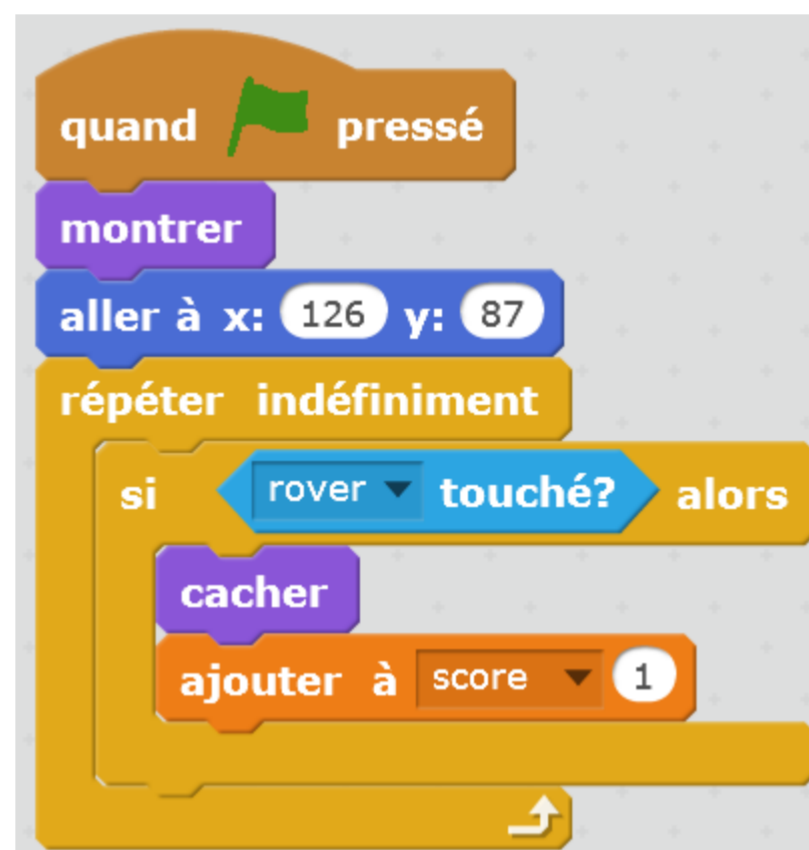 quand pressé
montrer
aller à x: 126 y: 87
répéter indéfiniment
si rover touché? alors
cacher
ajouter à score 1